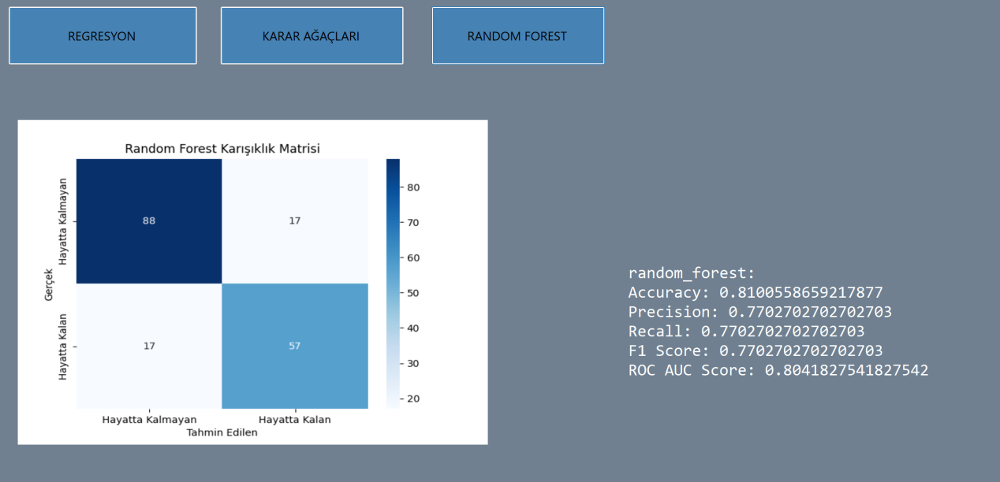 REGRESYON
KARAR AĞAÇLARI
RANDOM FOREST
Random Forest Karışıklık Matrisi
Gerçek
Hayatta Kalmayan
Hayatta Kalan
88
17
17
57
Hayatta Kalmayan
Hayatta Kalan
Tahmin Edilen
80
70
60
50
40
30
20
random_forest:
Accuracy: 0.8100558659217877
Precision: 0.7702702702702703
Recall: 0.7702702702702703
F1 Score: 0.7702702702702703
ROC AUC Score: 0.8041827541827542